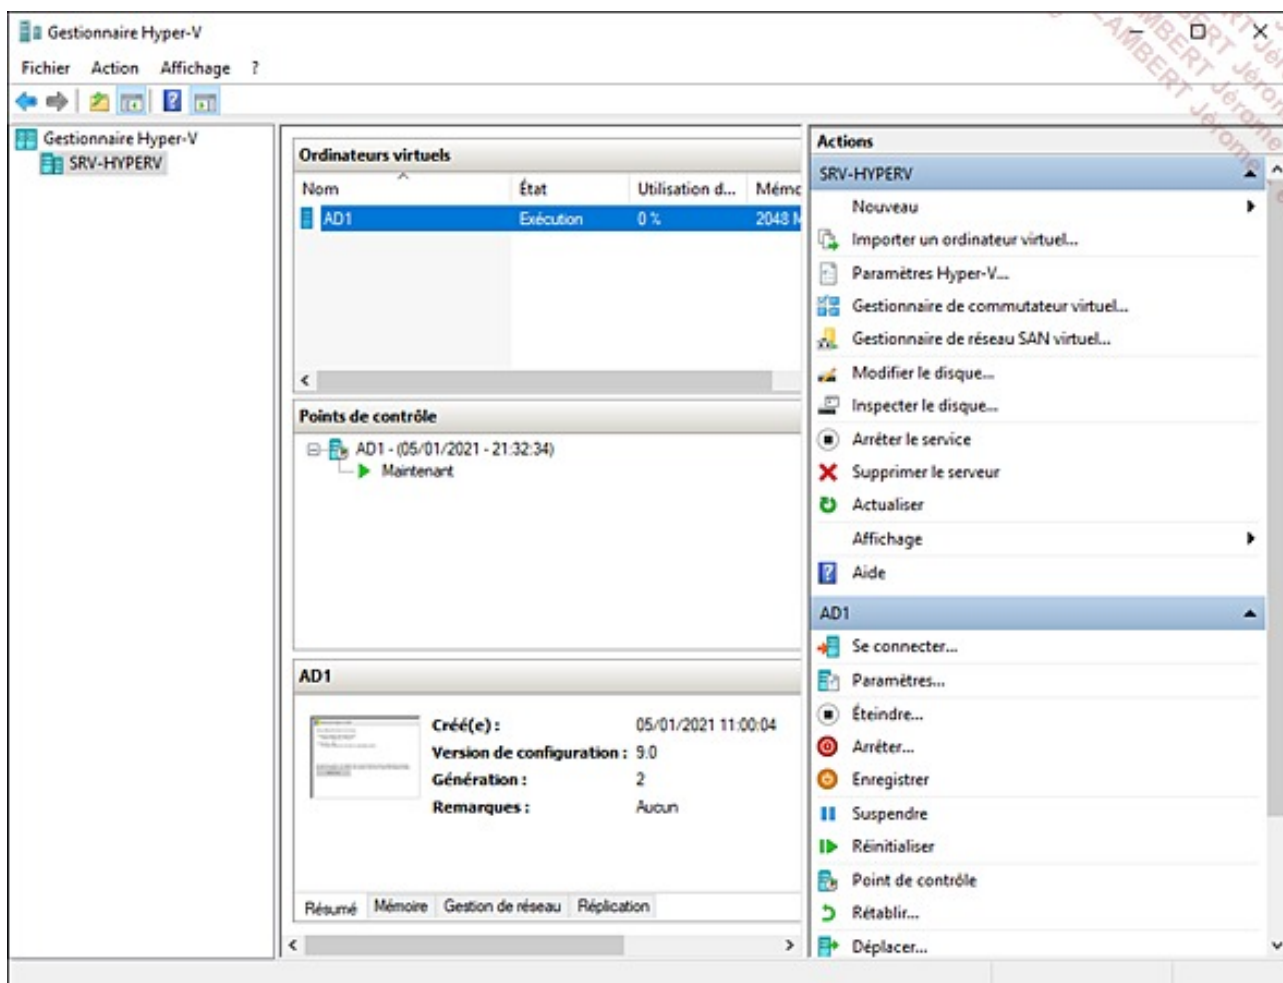 Gestionnaire Hyper-V
Fichier Action Affichage ?
Gestionnaire Hyper-V
SRV-HYPERV
Ordinateurs virtuels
Nom État Utilisation d... Mémo
AD1 Exécution 0 % 2048 M
Points de contrôle
AD1 - (05/01/2021 - 21:32:34)
Maintenant
AD1
Créé(e) : 05/01/2021 11:00:04
Version de configuration : 9.0
Génération : 2
Remarques : Aucun
Résumé Mémoire Gestion de réseau Réplication
Actions
SRV-HYPERV
Nouveau
Importer un ordinateur virtuel...
Paramètres Hyper-V...
Gestionnaire de commutateur virtuel...
Gestionnaire de réseau SAN virtuel...
Modifier le disque...
Inspecter le disque...
Arrêter le service
Supprimer le serveur
Actualiser
Affichage
Aide
AD1
Se connecter...
Paramètres...
Éteindre...
Arrêter...
Enregistrer
Suspendre
Réinitialiser
Point de contrôle
Rétablir...
Déplacer...
LAMBERT Jérôme